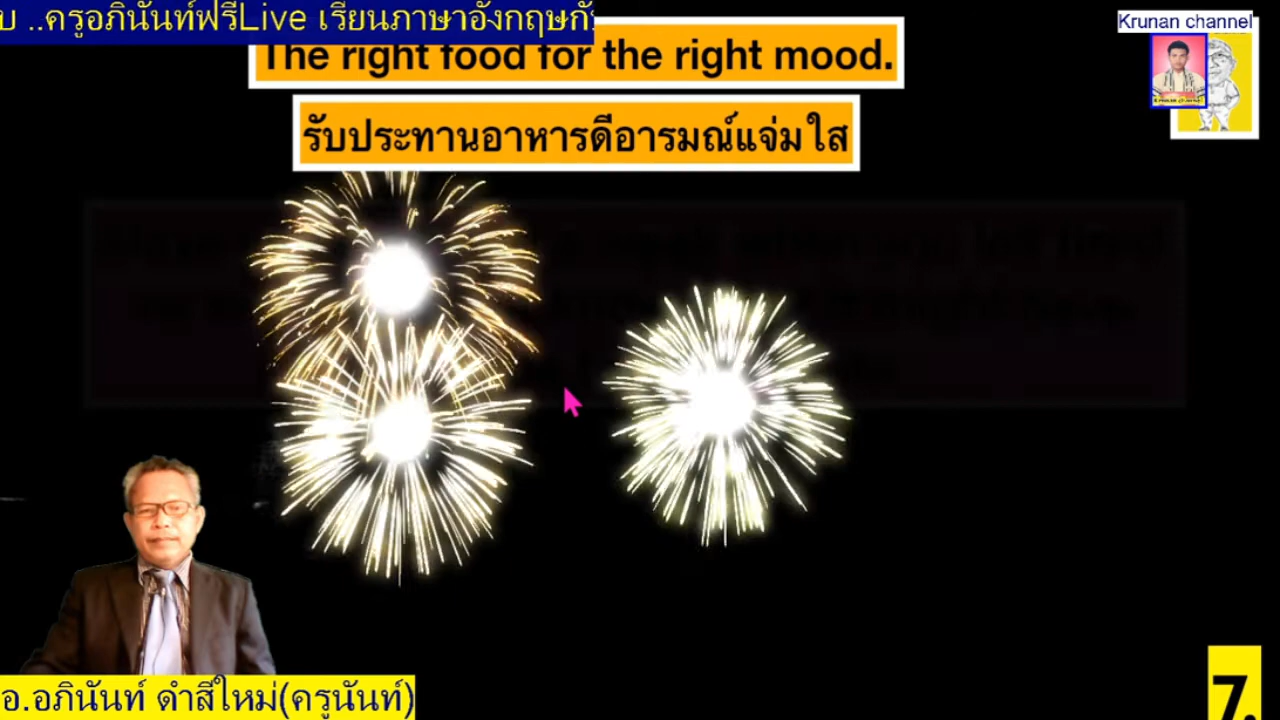 บ ..ครูอภินันท์ฟรีLive เรียนภาษาอังกฤษกับ
Krunan channel
The right food for the right mood.
รับประทานอาหารดีอารมณ์แจ่มใส
อ.อภินันท์ ดำสีใหม่(ครูนันท์)
7.